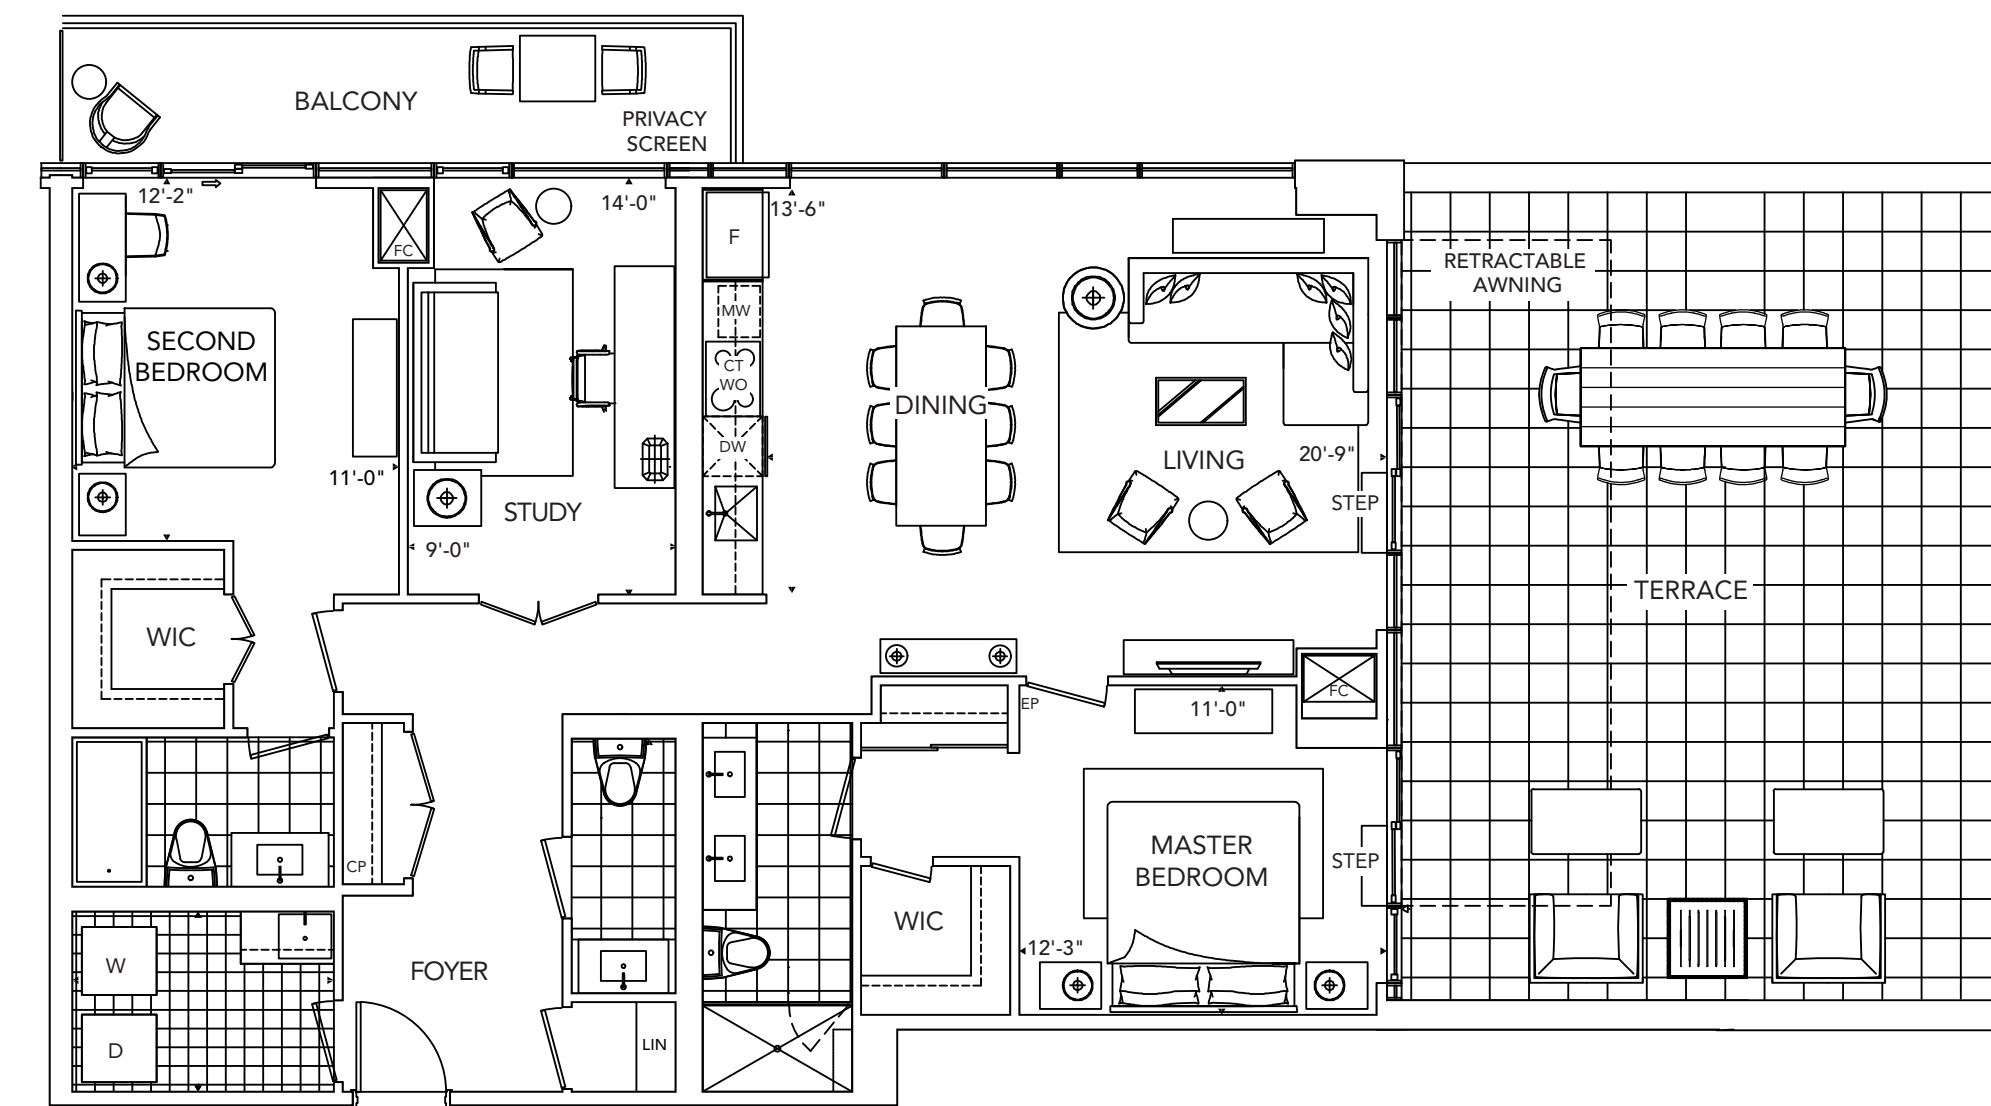 BALCONY
PRIVACY
SCREEN
12'-2"
14'-0"
13'-6"
FC
F
RETRACTABLE
AWNING
MW
SECOND
BEDROOM
CT
WO
DINING
DW
LIVING
20'-9"
11'-0"
STEP
STUDY
9'-0"
TERRACE
WIC
FC
EP
11'-0"
MASTER
BEDROOM
STEP
CP
WIC
12'-3"
FOYER
W
D
LIN